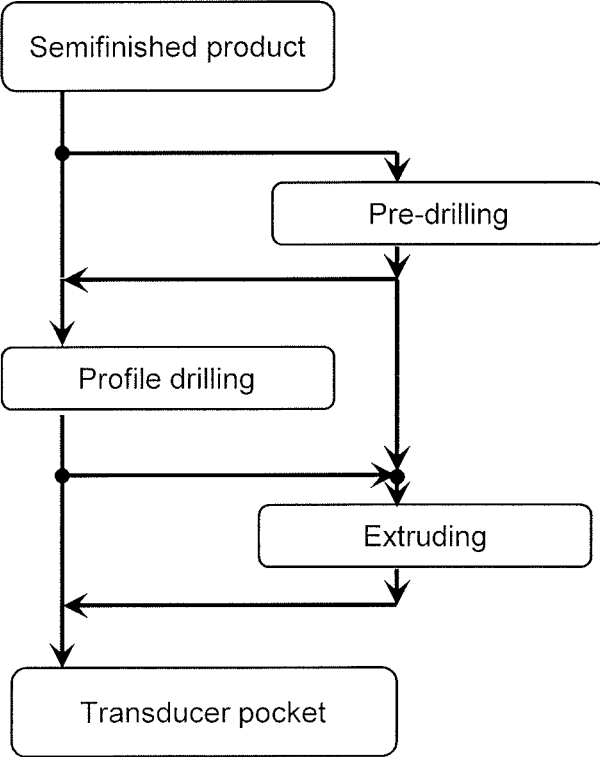 Semifinished product
Pre-drilling
Profile drilling
Extruding
Transducer pocket